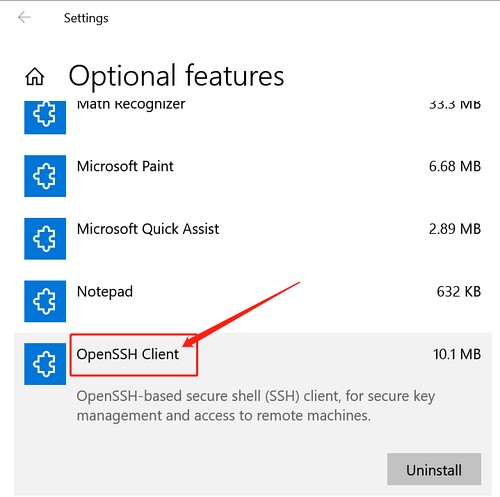 Settings
Optional features
Math Recognizer 33.3 MB
Microsoft Paint 6.68 MB
Microsoft Quick Assist 2.89 MB
Notepad 632 KB
OpenSSH Client 10.1 MB
OpenSSH-based secure shell (SSH) client, for secure key
management and access to remote machines.
Uninstall